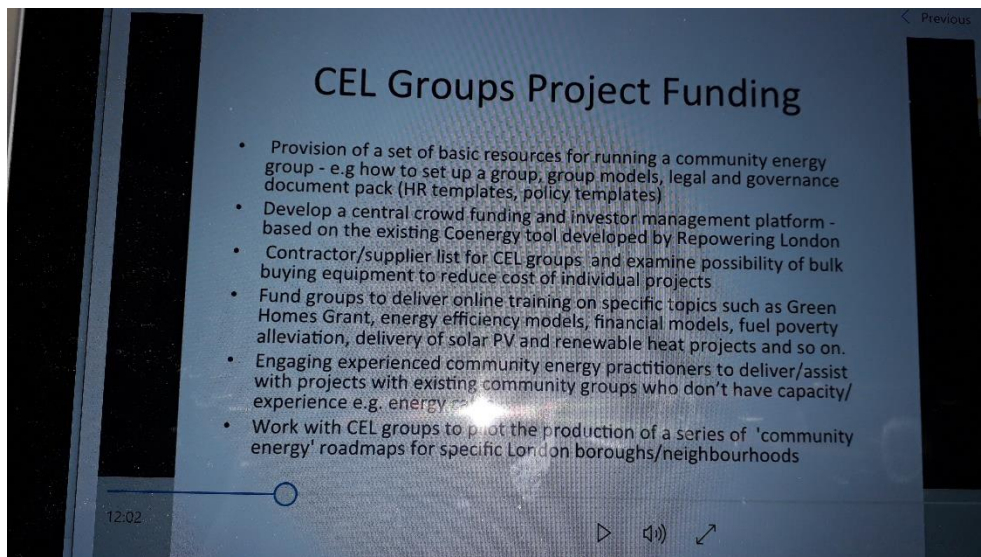 Previous
CEL Groups Project Funding
• Provision of a set of basic resources for running a community energy
group - e.g how to set up a group, group models, legal and governance
document pack (HR templates, policy templates)
• Develop a central crowd funding and investor management platform -
based on the existing Coenergy tool developed by Repowering London
• Contractor/supplier list for CEL groups and examine possibility of bulk
buying equipment to reduce cost of individual projects
• Fund groups to deliver online training on specific topics such as Green
Homes Grant, energy efficiency models, financial models, fuel poverty
alleviation, delivery of solar PV and renewable heat projects and so on.
• Engaging experienced community energy practitioners to deliver/assist
with projects with existing community groups who don't have capacity/
experience e.g. energy
• Work with CEL groups to pilot the production of a series of 'community
energy' roadmaps for specific London boroughs/neighbourhoods
12:02